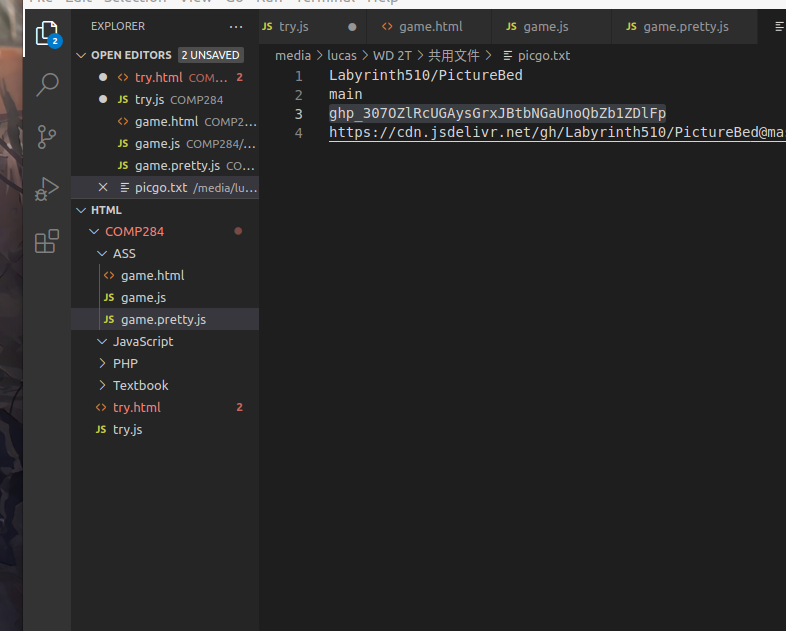 File Edit Selection View Go Run Terminal Help
EXPLORER
JS try.js
<> game.html
JS game.js
JS game.pretty.js
2
OPEN EDITORS 2 UNSAVED
media > lucas > WD 2T > 共用文件 > picgo.txt
<> try.html COM... 2
JS try.js COMP284
<> game.html COMP2...
JS game.js COMP284/...
JS game.pretty.js CO...
picgo.txt /media/lu...
1 Labyrinth510/PictureBed
2 main
3 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
4 https://cdn.jsdelivr.net/gh/Labyrinth510/PictureBed@mas
HTML
COMP284
ASS
<> game.html
JS game.js
JS game.pretty.js
JavaScript
PHP
Textbook
<> try.html 2
JS try.js